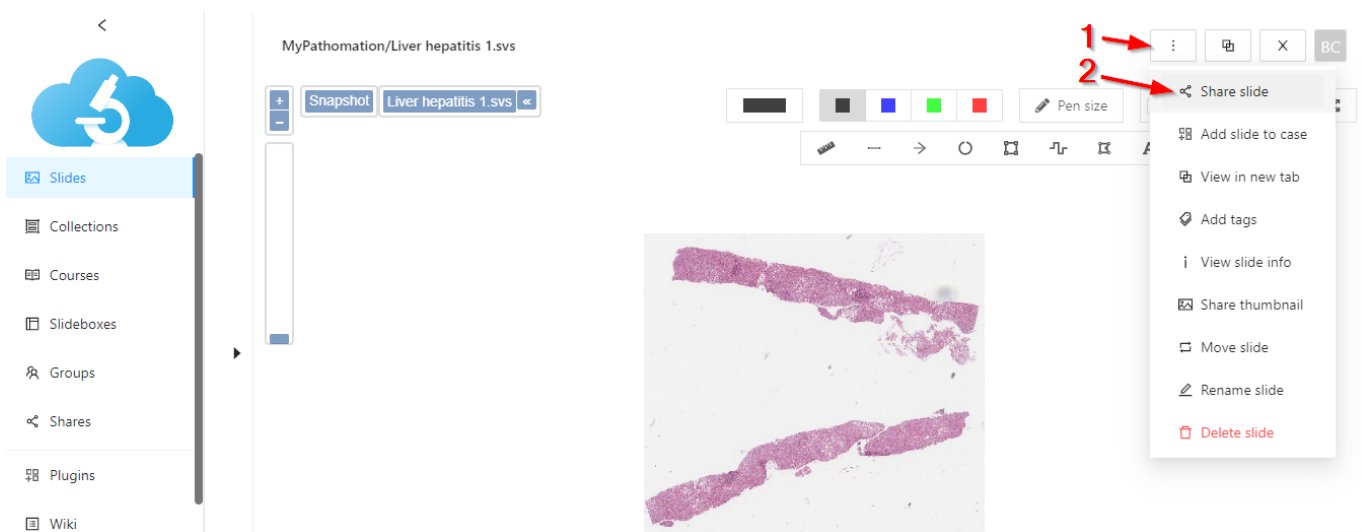 MyPathomation/Liver hepatitis 1.svs
1
BC
2
Share slide
+
Snapshot
Liver hepatitis 1.svs
«
−
Pen size
Add slide to case
Slides
View in new tab
Collections
Add tags
Courses
View slide info
Slideboxes
Share thumbnail
Groups
Move slide
Shares
Rename slide
Plugins
Delete slide
Wiki